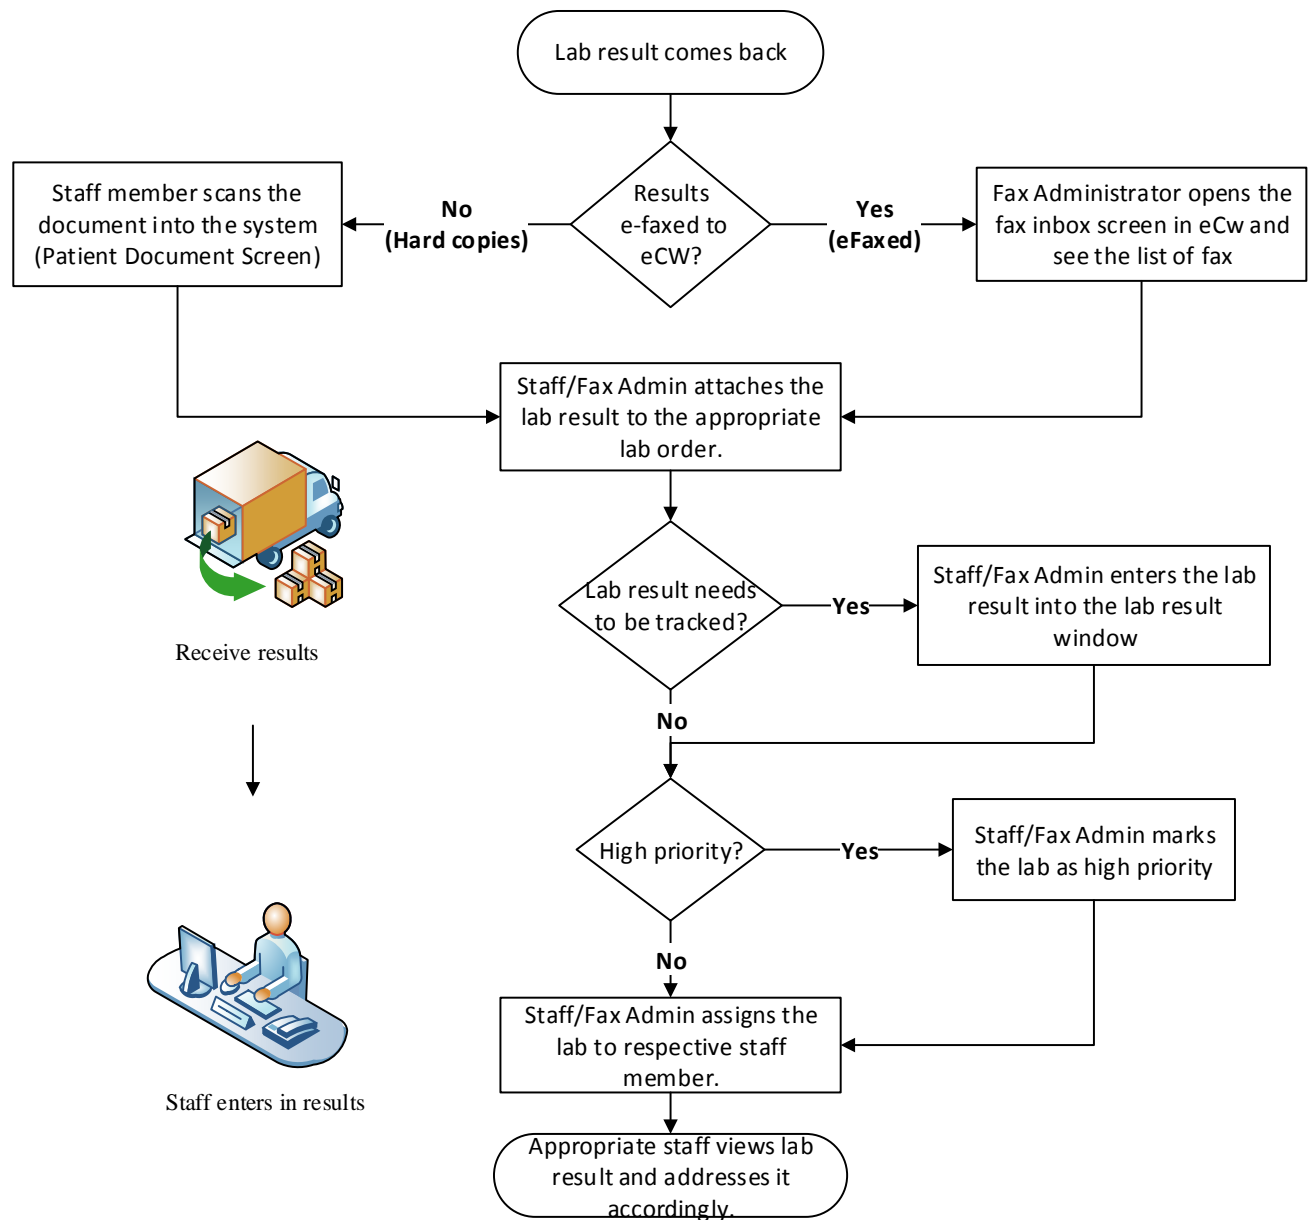 Lab result comes back
Staff member scans the
document into the system
(Patient Document Screen)
No
(Hard copies)
Results
e-faxed to
eCW?
Yes
(eFaxed)
Fax Administrator opens the
fax inbox screen in eCw and
see the list of fax
Staff/Fax Admin attaches the
lab result to the appropriate
lab order.
Receive results
Lab result needs
to be tracked?
Yes
Staff/Fax Admin enters the lab
result into the lab result
window
No
High priority?
Yes
Staff/Fax Admin marks
the lab as high priority
No
Staff/Fax Admin assigns the
lab to respective staff
member.
Staff enters in results
Appropriate staff views lab
result and addresses it
accordingly.